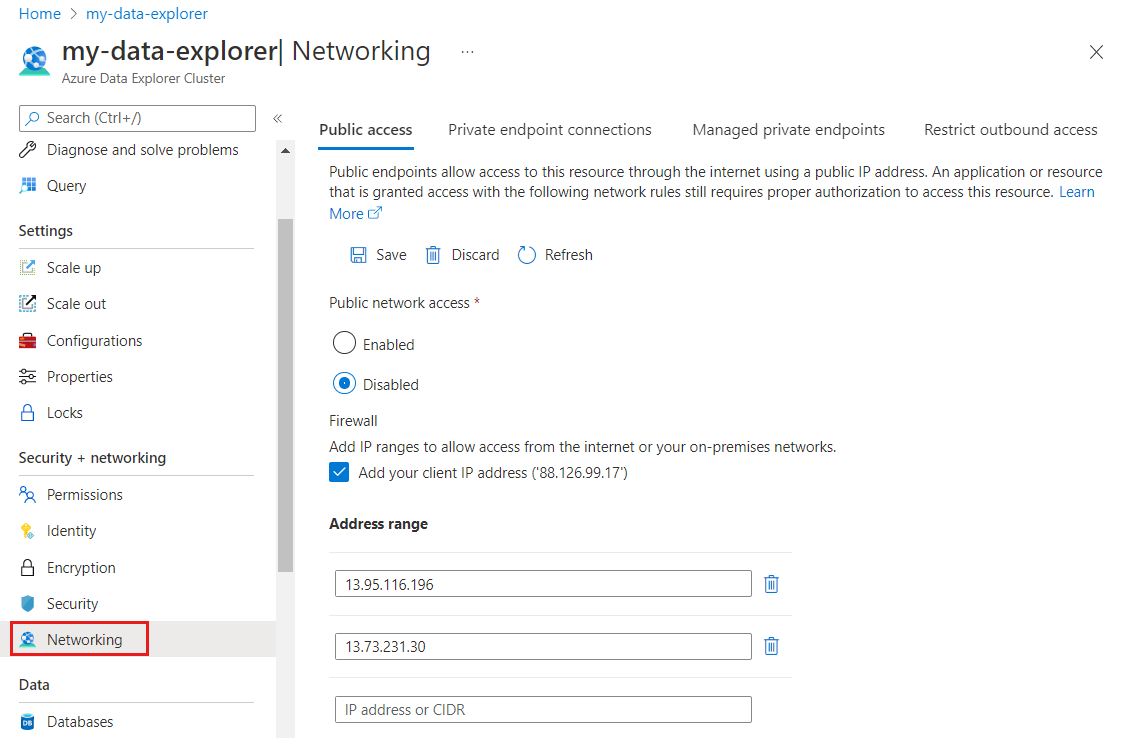 Home > my-data-explorer
my-data-explorer| Networking ...
Azure Data Explorer Cluster
Search (Ctrl+/)
«
Diagnose and solve problems
Query
Settings
Scale up
Scale out
Configurations
Properties
Locks
Security + networking
Permissions
Identity
Encryption
Security
Networking
Data
DB
Databases
Public access
Private endpoint connections
Managed private endpoints
Restrict outbound access
Public endpoints allow access to this resource through the internet using a public IP address. An application or resource
that is granted access with the following network rules still requires proper authorization to access this resource. Learn
More
Save
Discard
Refresh
Public network access *
Enabled
Disabled
Firewall
Add IP ranges to allow access from the internet or your on-premises networks.
Add your client IP address ('88.126.99.17')
Address range
13.95.116.196
13.73.231.30
IP address or CIDR